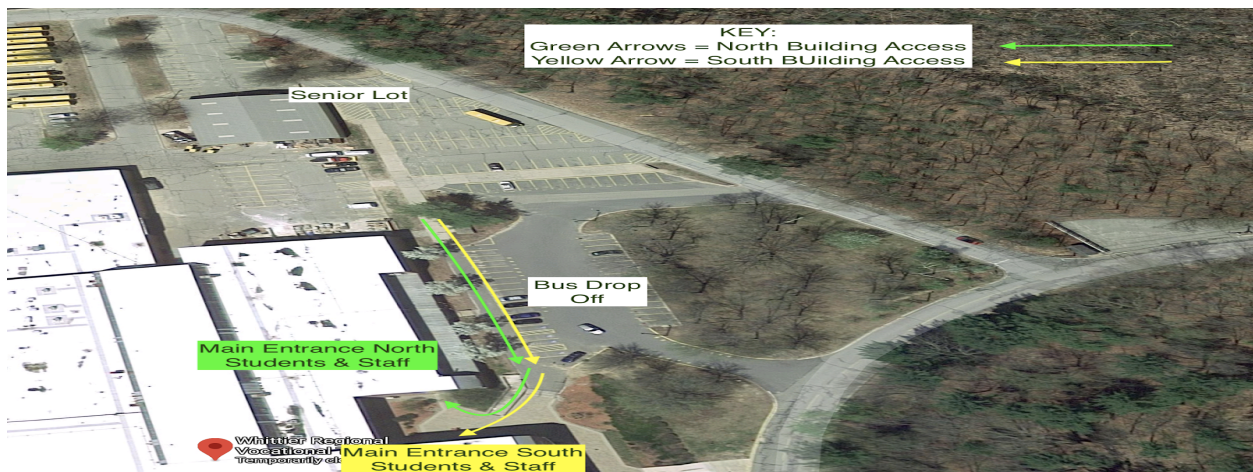 KEY:
Green Arrows = North Building Access
Yellow Arrow = South BUilding Access
Senior Lot
Bus Drop
Off
Main Entrance North
Students & Staff
Whittier Regional
Vocational
Temporarily
Main Entrance South
Students & Staff